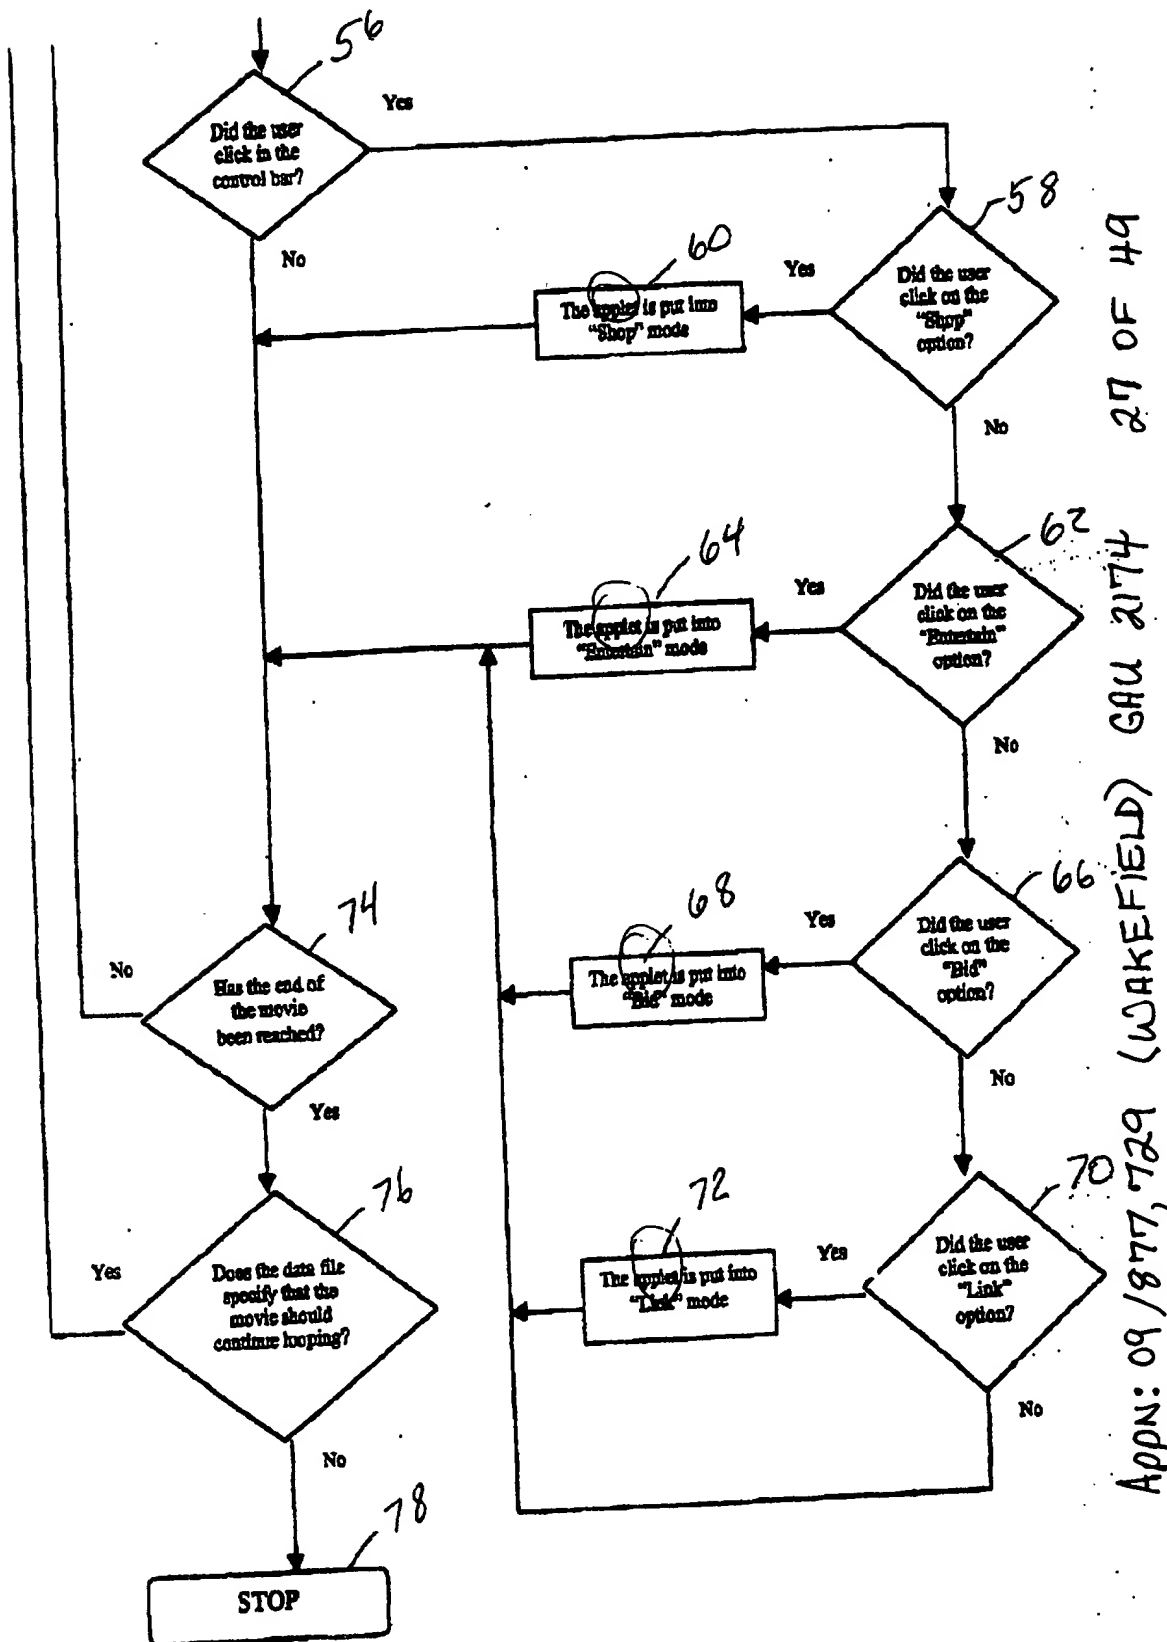 56
Did the user
click in the
control bar?
Yes
No
58
Did the user
click on the
"Shop"
option?
Yes
No
60
The applet is put into
"Shop" mode
62
Did the user
click on the
"Entertain"
option?
Yes
No
64
The applet is put into
"Entertain" mode
66
Did the user
click on the
"Bid"
option?
Yes
No
68
The applet is put into
"Bid" mode
70
Did the user
click on the
"Link"
option?
Yes
No
72
The applet is put into
"Link" mode
74
Has the end of
the movie
been reached?
No
Yes
76
Does the data file
specify that the
movie should
continue looping?
Yes
No
78
STOP
APPN: 09/877,729 (WAKEFIELD) GAU 2174 27 OF 49